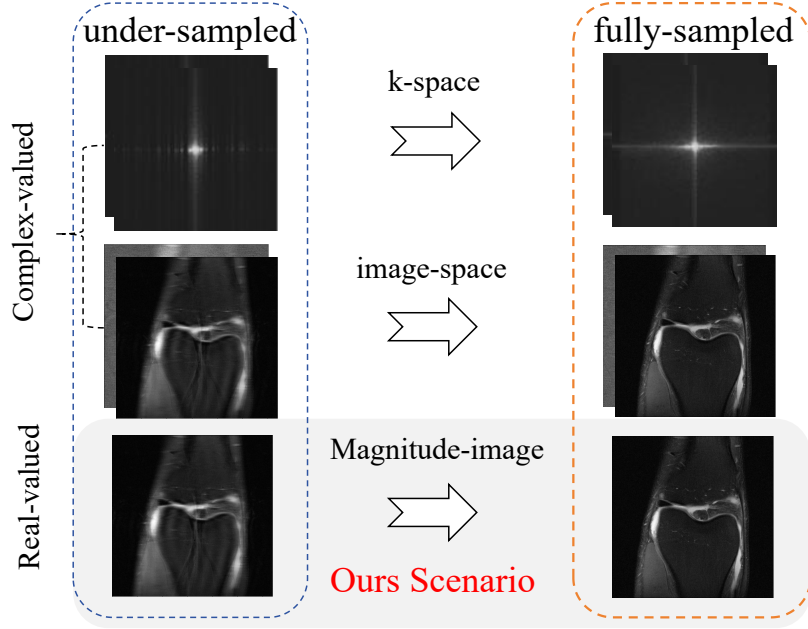 under-sampled
fully-sampled
k-space
Complex-valued
image-space
Real-valued
Magnitude-image
Ours Scenario